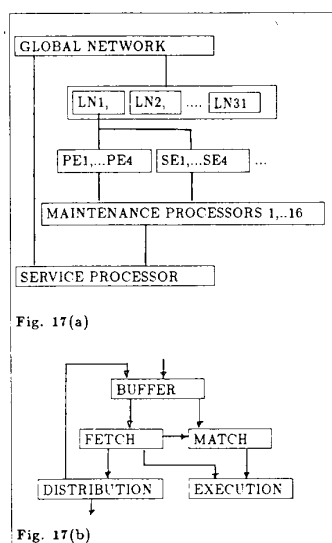 GLOBAL NETWORK
LN1, LN2, .... LN31
PE1,...PE4 SE1,...SE4 ...
MAINTENANCE PROCESSORS 1,..16
SERVICE PROCESSOR
Fig. 17(a)
BUFFER
FETCH MATCH
DISTRIBUTION EXECUTION
Fig. 17(b)